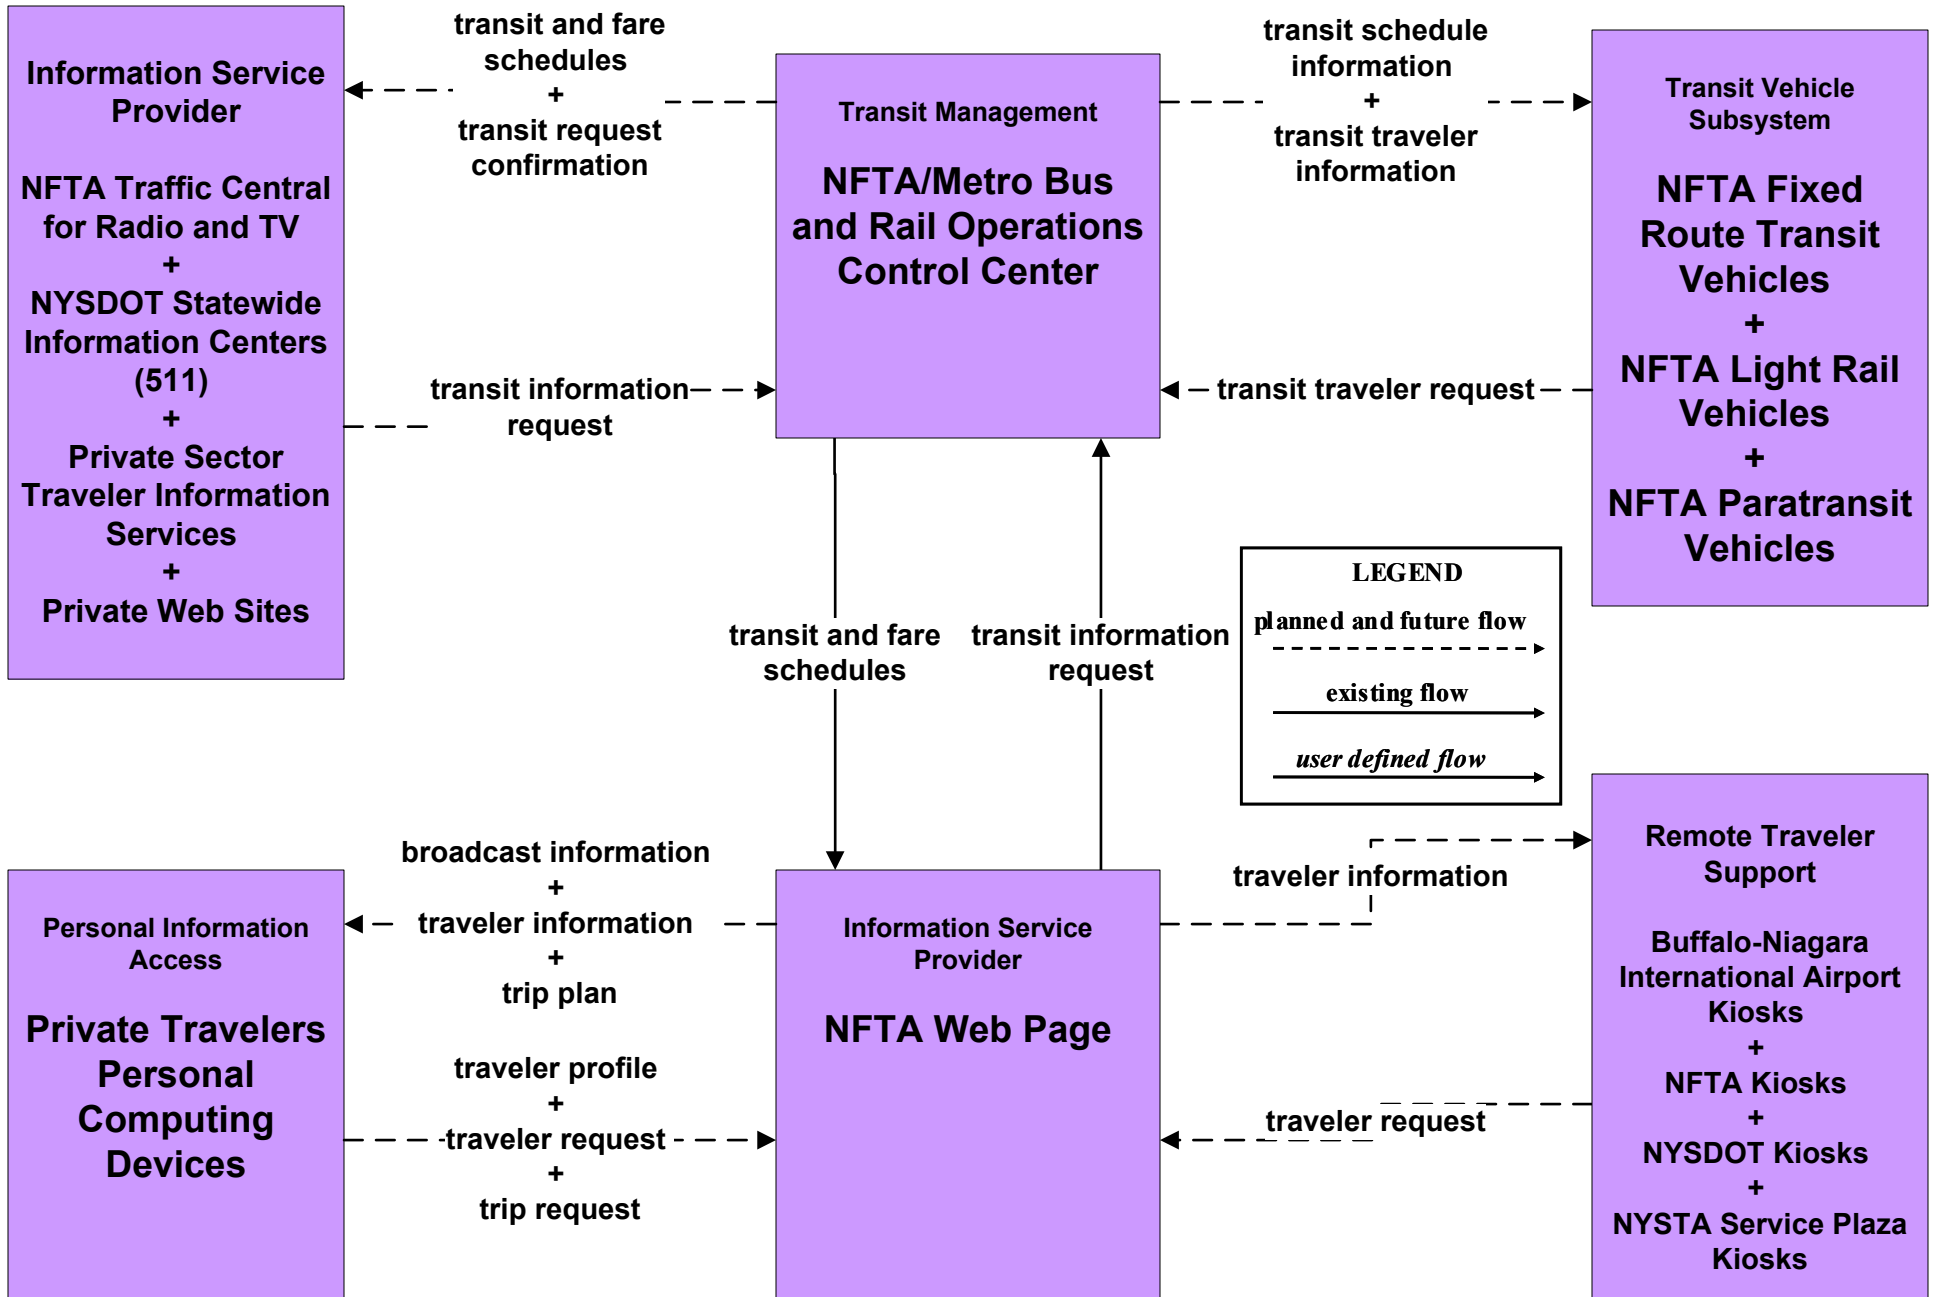 Information Service
Provider
NFTA Traffic Central
for Radio and TV
+
NYSDOT Statewide
Information Centers
(511)
+
Private Sector
Traveler Information
Services
+
Private Web Sites
transit and fare
schedules
+
transit request
confirmation
transit information
request
Transit Management
NFTA/Metro Bus
and Rail Operations
Control Center
transit schedule
information
+
transit traveler
information
transit traveler request
Transit Vehicle
Subsystem
NFTA Fixed
Route Transit
Vehicles
+
NFTA Light Rail
Vehicles
+
NFTA Paratransit
Vehicles
transit and fare
schedules
transit information
request
LEGEND
planned and future flow
existing flow
user defined flow
Personal Information
Access
Private Travelers
Personal
Computing
Devices
broadcast information
+
traveler information
+
trip plan
traveler profile
+
traveler request
+
trip request
Information Service
Provider
NFTA Web Page
traveler information
traveler request
Remote Traveler
Support
Buffalo-Niagara
International Airport
Kiosks
+
NFTA Kiosks
+
NYSDOT Kiosks
+
NYSTA Service Plaza
Kiosks